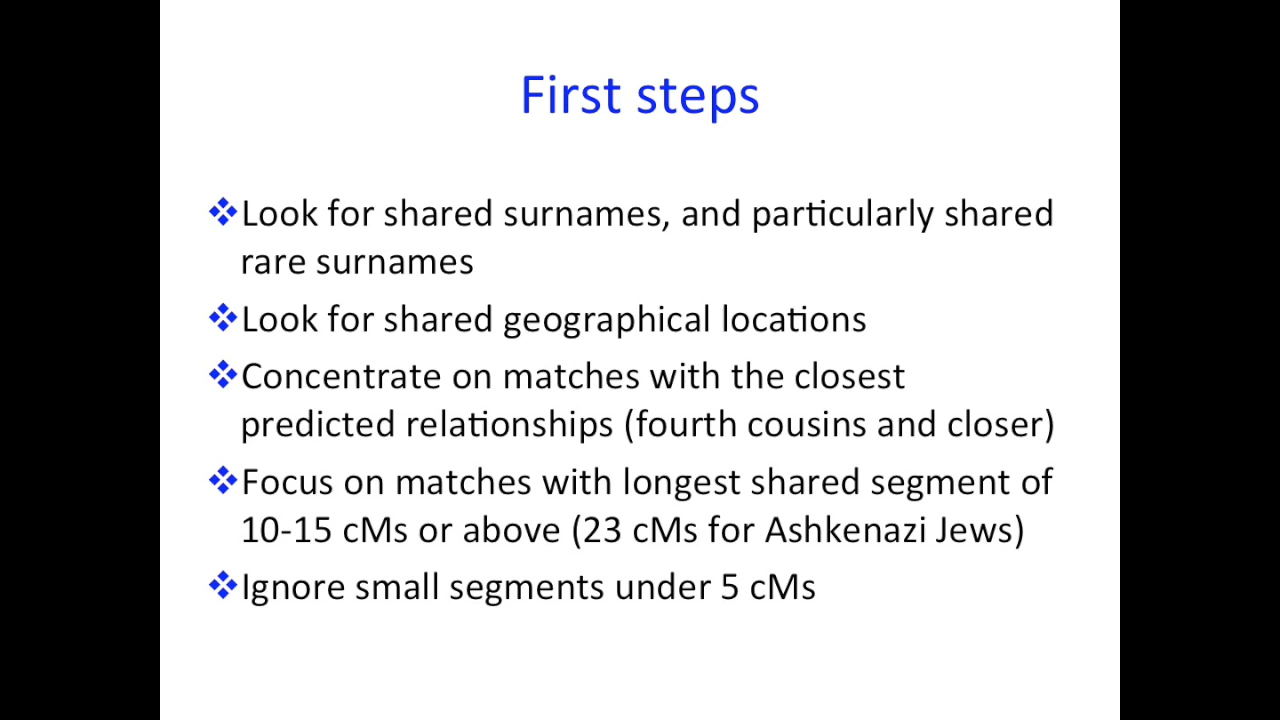 First steps
❖Look for shared surnames, and particularly shared
rare surnames
❖Look for shared geographical locations
❖Concentrate on matches with the closest
predicted relationships (fourth cousins and closer)
❖Focus on matches with longest shared segment of
10-15 cMs or above (23 cMs for Ashkenazi Jews)
❖Ignore small segments under 5 cMs